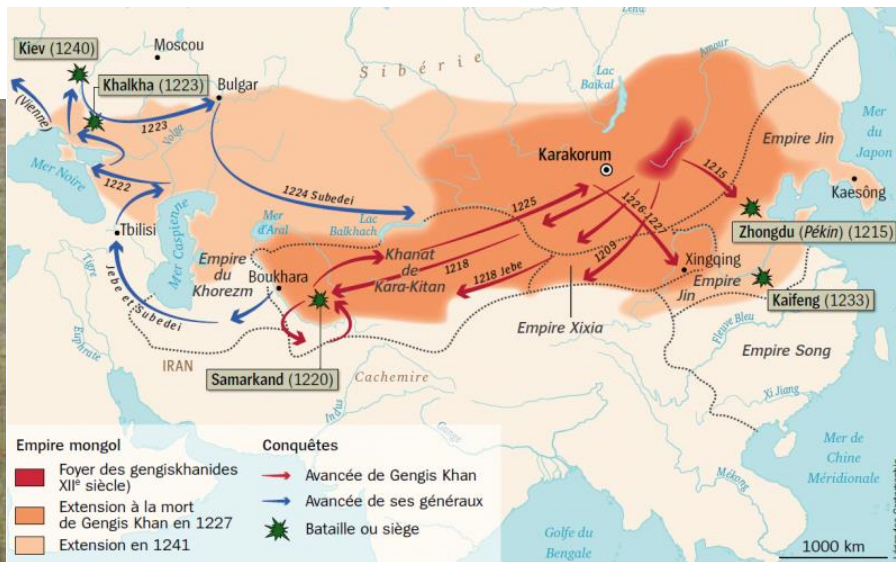 Kiev (1240)
Moscou
Lena
Sibérie
Amour
Khalkha (1223)
Bulgar
Lac
Baïkal
(Vienne)
1223
Volga
Empire Jin
Mer
du
Japon
Karakorum
1215
Mer Noire
1222
1224 Subedei
1225
1226-1227
Kaesŏng
Mer
d'Aral
Lac
Balkhach
Tbilisi
Mer Caspienne
Khanat
de
Kara-Kitan
1209
Zhongdu (Pékin) (1215)
Empire
du
Khorezm
1218
1218 Jebe
Xingqing
Tigre
Boukhara
Empire
Jin
Kaifeng (1233)
Jebe et Subedei
Empire Xixia
Fleuve Bleu
Euphrate
IRAN
Empire Song
Samarkand (1220)
Cachemire
Indus
Xi Jiang
Gange
Empire mongol
Foyer des gengiskhanides
XIIe siècle)
Extension à la mort
de Gengis Khan en 1227
Extension en 1241
Conquêtes
Avancée de Gengis Khan
Avancée de ses généraux
Bataille ou siège
Mékong
Mer de
Chine
Méridionale
Golfe du
Bengale
1000 km